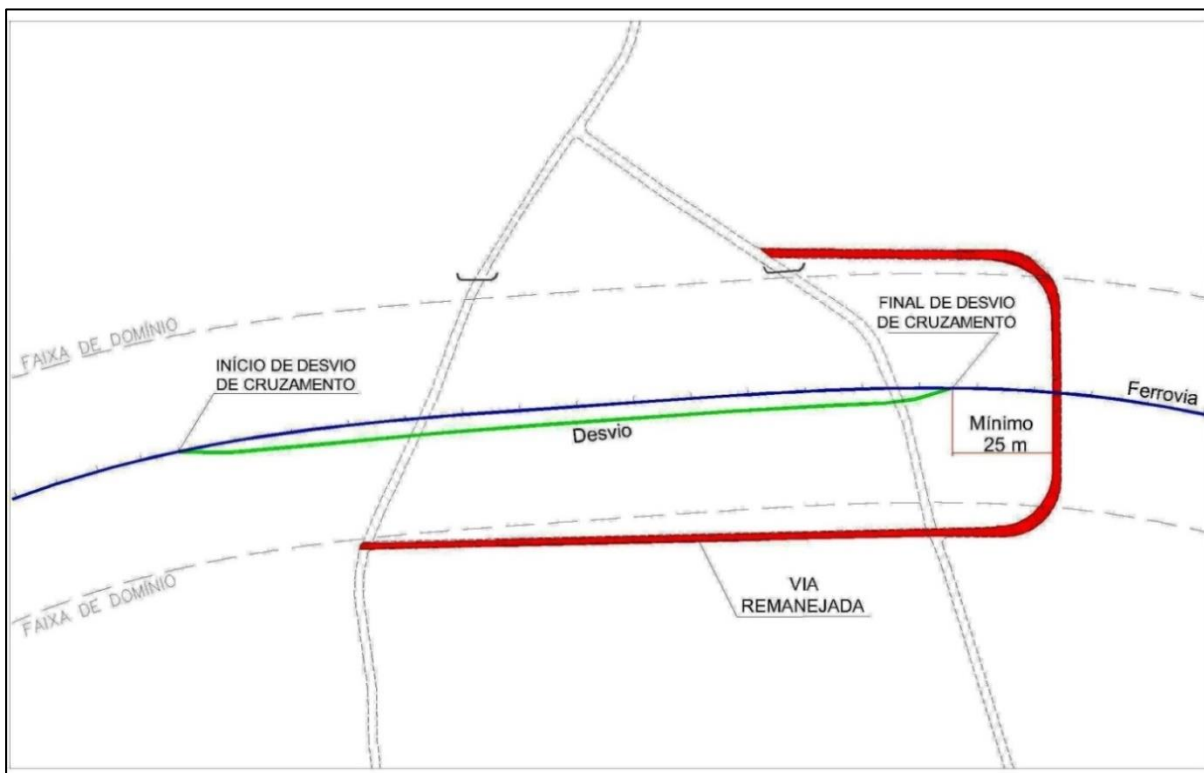 FAIXA DE DOMÍNIO
INÍCIO DE DESVIO
DE CRUZAMENTO
FINAL DE DESVIO
DE CRUZAMENTO
Ferrovia
Desvio
Mínimo
25 m
FAIXA DE DOMÍNIO
VIA
REMANEJADA